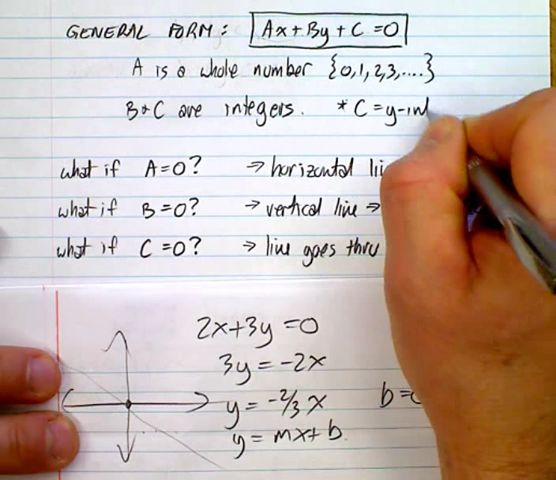 GENERAL FORM: Ax + By + C = 0
A is a whole number {0,1,2,3,....}
B & C are integers. * C = y-int
what if A=0? → horizontal
what if B=0? → vertical line ⇒
what if C=0? → line goes thru
2x+3y=0
3y=-2x
y=-2/3 x
y = mx+b